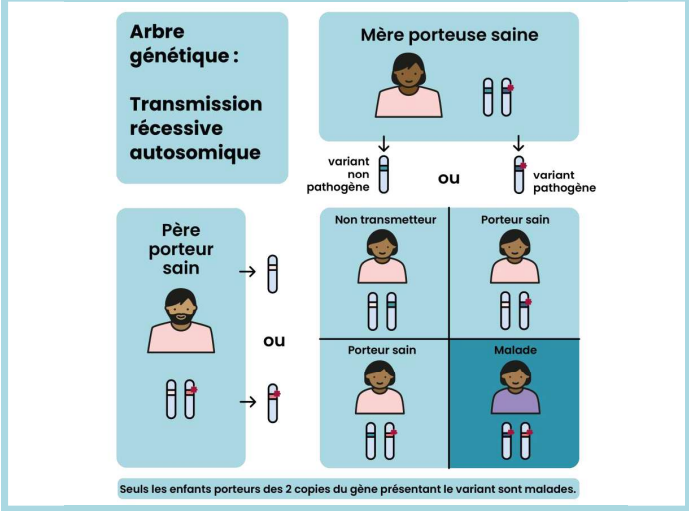 Arbre
génétique :
Transmission
récessive
autosomique
Mère porteuse saine
variant
non
pathogène
ou
variant
pathogène
Père
porteur
sain
ou
Non transmetteur
Porteur sain
Porteur sain
Malade
Seuls les enfants porteurs des 2 copies du gène présentant le variant sont malades.